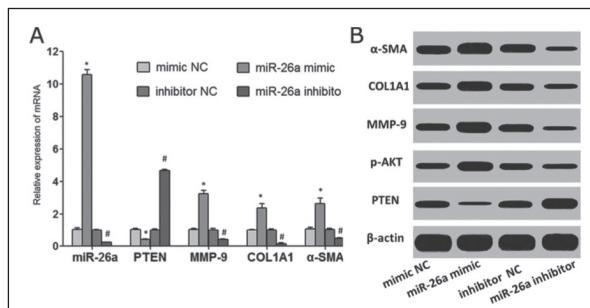 A
Relative expression of mRNA
12
10
8
6
4
2
0
mimic NC
miR-26a mimic
inhibitor NC
miR-26a inhibito
*
#
*
#
*
#
*
#
*
#
miR-26a
PTEN
MMP-9
COL1A1
α-SMA
B
α-SMA
COL1A1
MMP-9
p-AKT
PTEN
β-actin
mimic NC
miR-26a mimic
inhibitor NC
miR-26a inhibitor